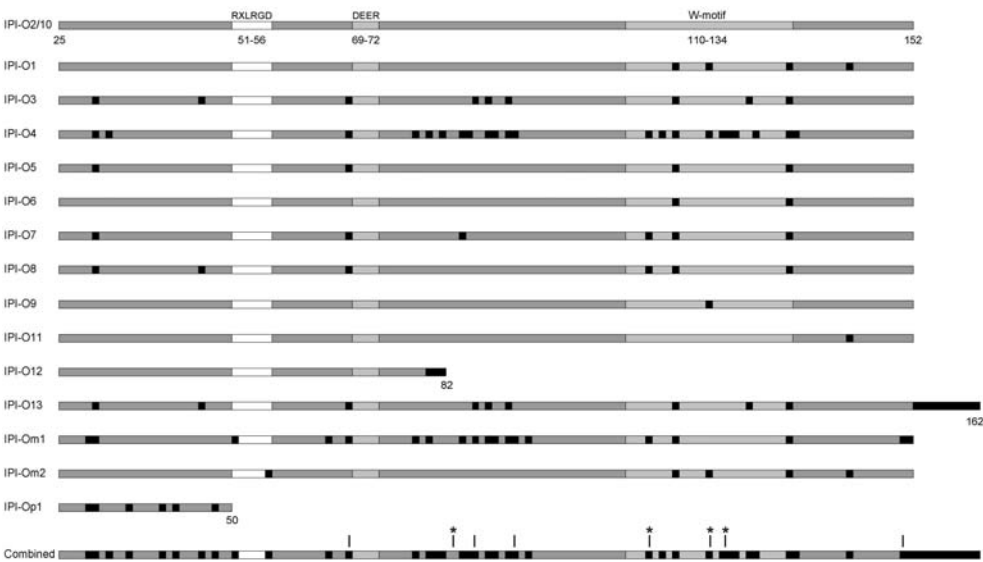 RXLRGD DEER W-motif
IPI-O2/10
25 51-56 69-72 110-134 152
IPI-O1
IPI-O3
IPI-O4
IPI-O5
IPI-O6
IPI-O7
IPI-O8
IPI-O9
IPI-O11
IPI-O12
82
IPI-O13
162
IPI-Om1
IPI-Om2
IPI-Op1
50
* * * *
Combined